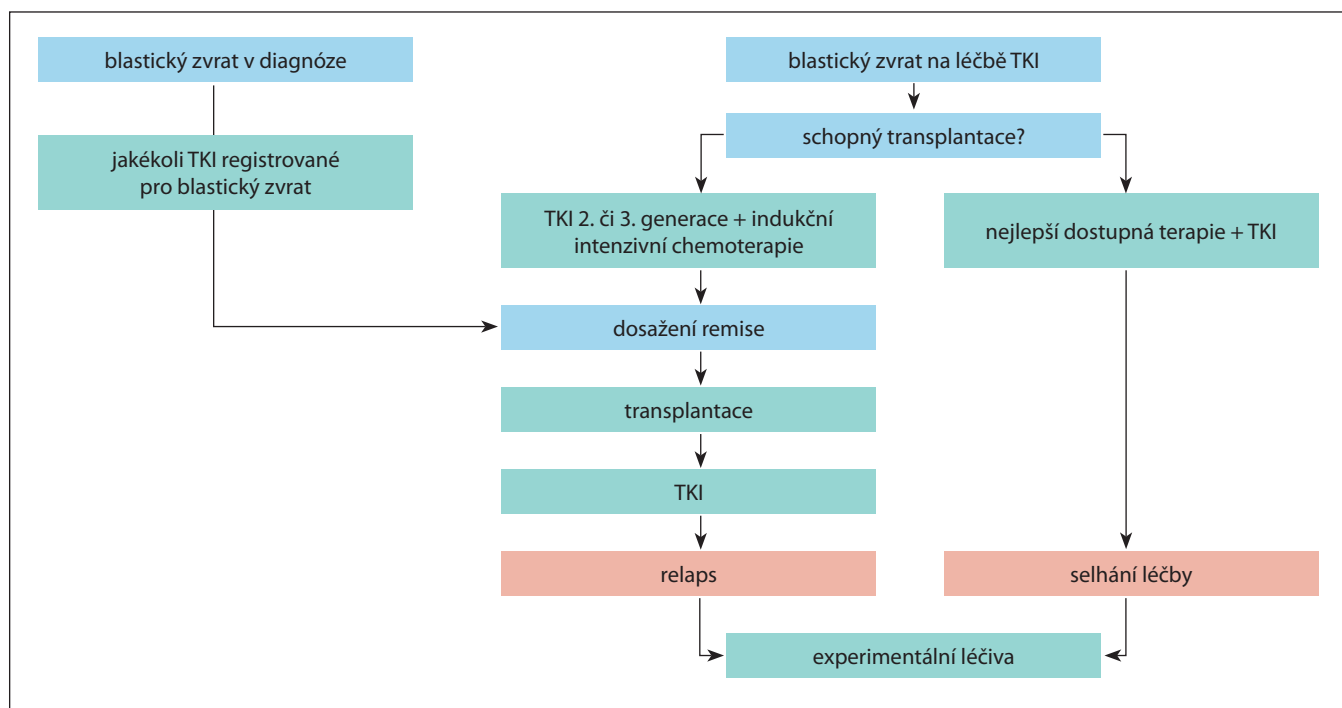 blastický zvrat v diagnóze
blastický zvrat na léčbě TKI
schopný transplantace?
jakékoli TKI registrované
pro blastický zvrat
TKI 2. či 3. generace + indukční
intenzivní chemoterapie
nejlepší dostupná terapie + TKI
dosažení remise
transplantace
TKI
relaps
selhání léčby
experimentální léčiva